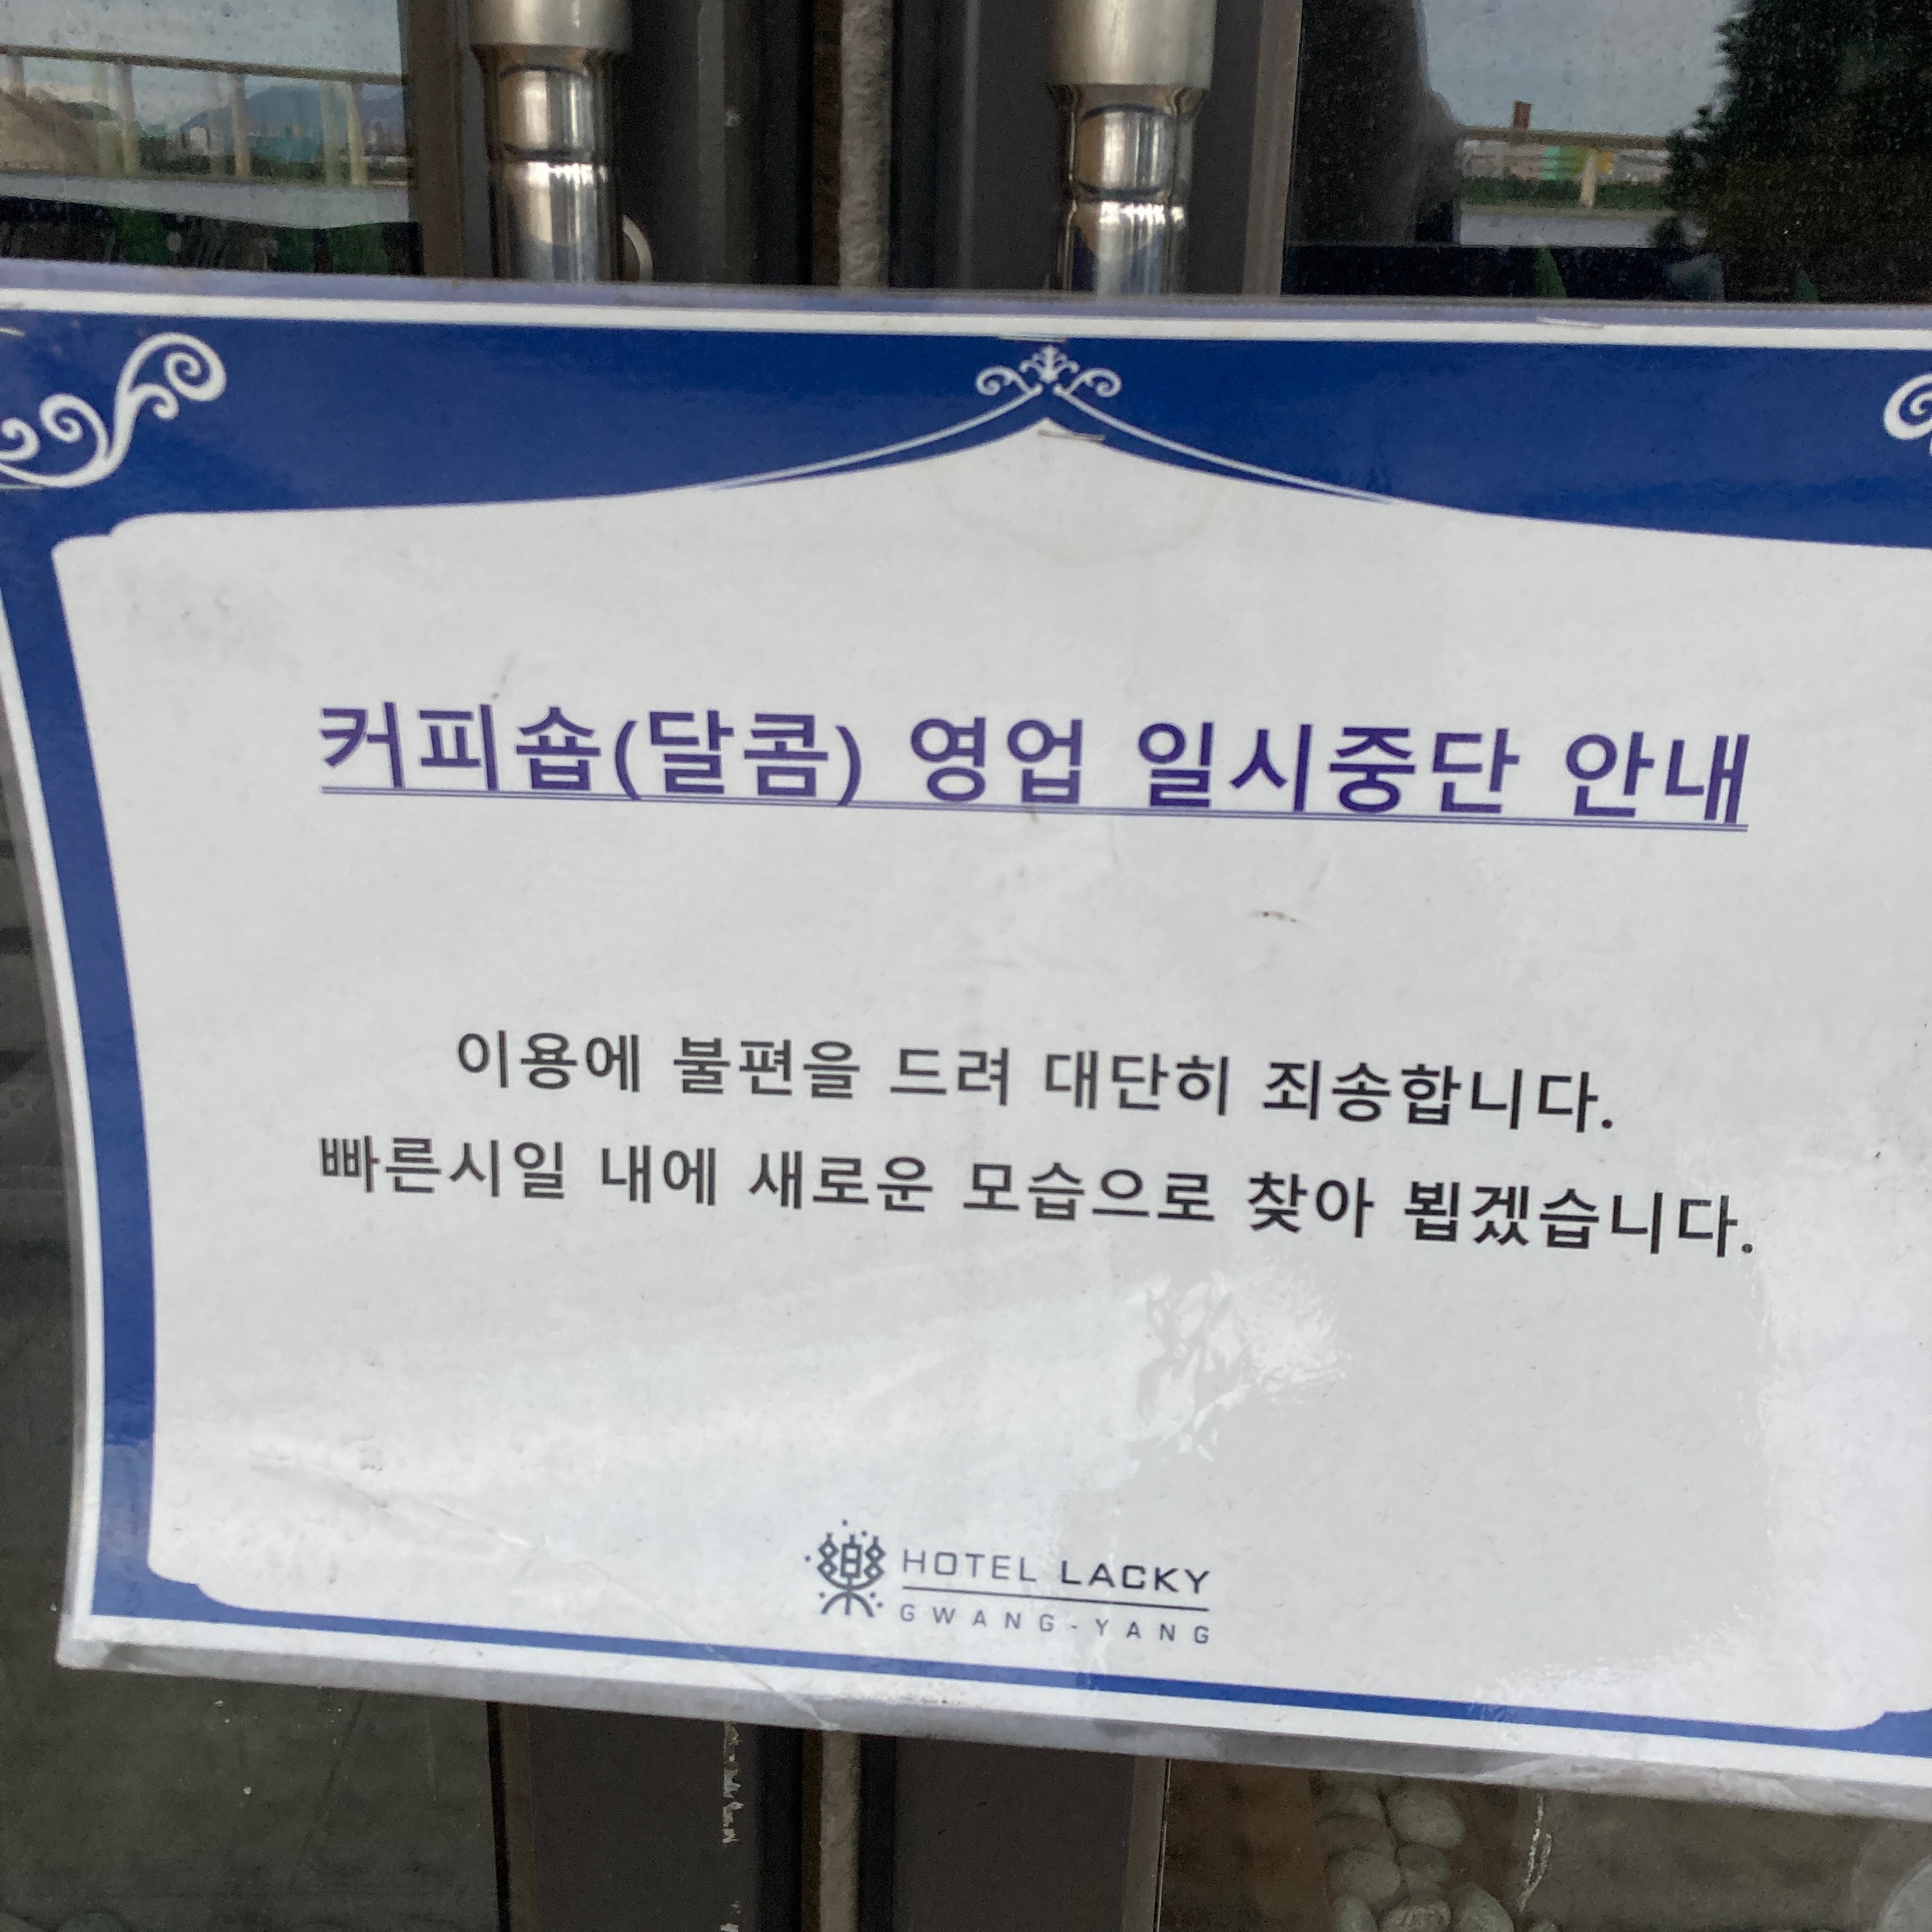 커피숍(달콤) 영업 일시중단 안내
이용에 불편을 드려 대단히 죄송합니다.
빠른시일 내에 새로운 모습으로 찾아 뵙겠습니다.
HOTEL LACKY
GWANG-YANG